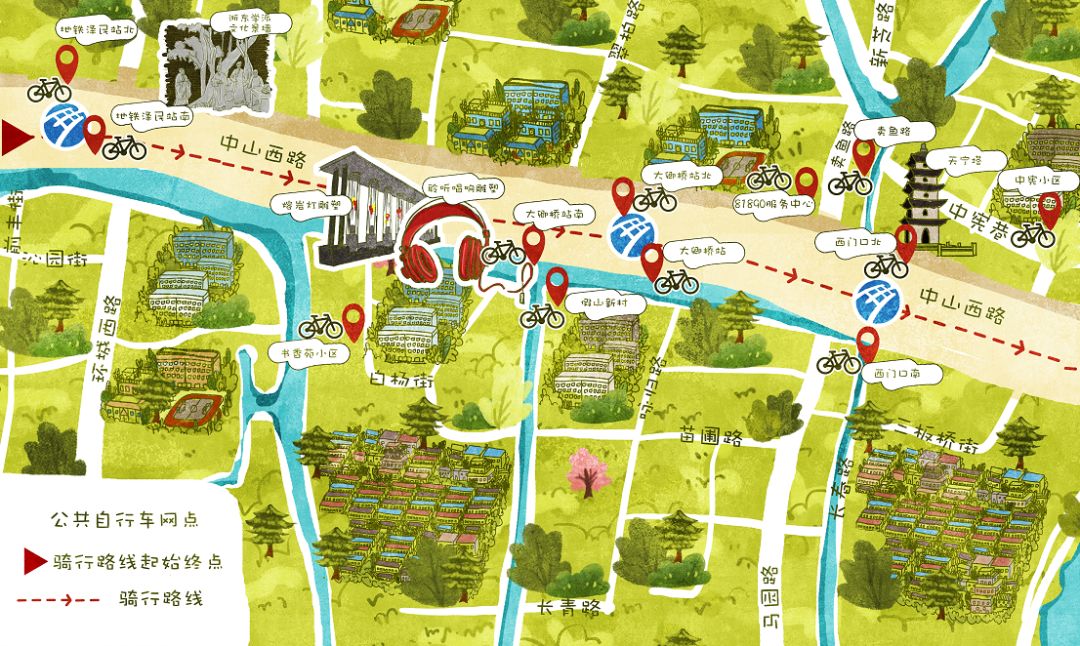 地铁泽民站北
浙东学派
文化景墙
翠柏路
新芝路
地铁泽民站南
中山西路
卖鱼路
卖鱼路
天宁塔
中宪小区
大卿桥站北
聆听唱响雕塑
熔岩灯雕塑
81890服务中心
中宪巷
大卿桥站南
前丰街
沁园街
西门口北
大卿桥站
假山新村
中山西路
环城西路
书香苑小区
白杨街
西门口南
苗圃路
二板桥街
长春路
公共自行车网点
骑行路线起始终点
骑行路线
长青路
马园路